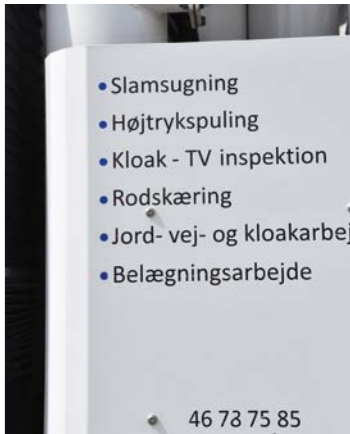 • Slamsugning
• Højtrykspuling
• Kloak - TV inspektion
• Rodskæring
• Jord- vej- og kloakarbej
• Belægningsarbejde
46 73 75 85